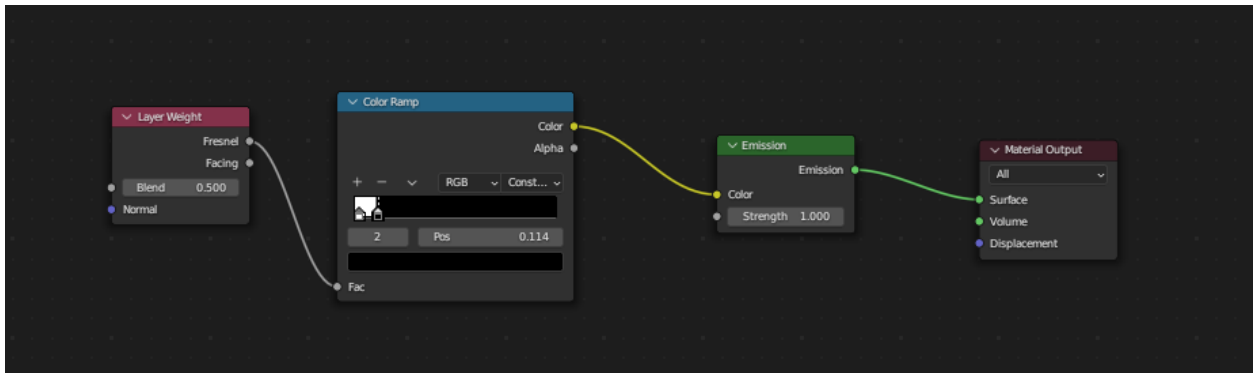 Layer Weight
Fresnel
Facing
Blend 0.500
Normal
Color Ramp
Color
Alpha
+ − RGB Const...
2 Pos 0.114
Fac
Emission
Emission
Color
Strength 1.000
Material Output
All
Surface
Volume
Displacement